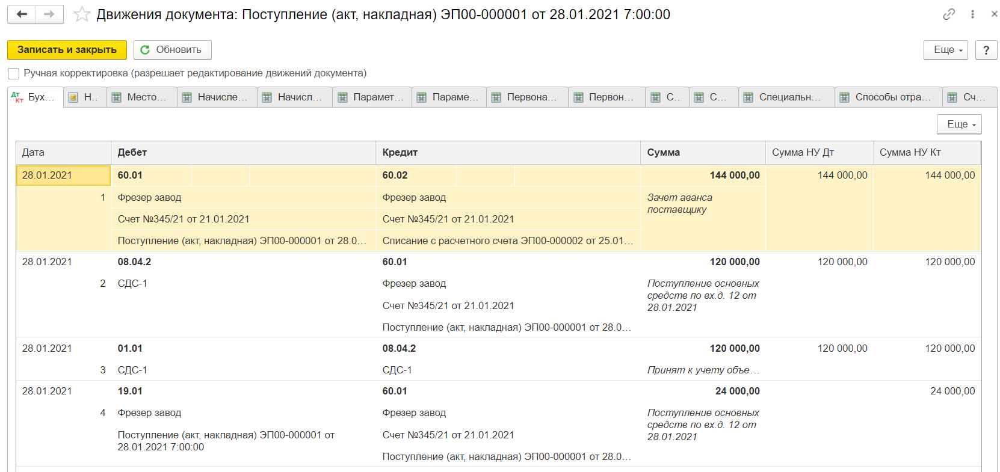 Движения документа: Поступление (акт, накладная) ЭП00-000001 от 28.01.2021 7:00:00
Записать и закрыть Обновить Еще ?
Ручная корректировка (разрешает редактирование движений документа)
Дт Кт Бух... Н... Место... Начисле... Начисл... Парамет... Параме... Первона... Первон... С... С... Специальн... Способы отра... Сч...
Еще
Дата Дебет Кредит Сумма Сумма НУ Дт Сумма НУ Кт
28.01.2021 60.01 60.02 144 000,00 144 000,00 144 000,00
1 Фрезер завод Фрезер завод Зачет аванса
поставщику
Счет №345/21 от 21.01.2021 Счет №345/21 от 21.01.2021
Поступление (акт, накладная) ЭП00-000001 от 28.0... Списание с расчетного счета ЭП00-000002 от 25.01...
28.01.2021 08.04.2 60.01 120 000,00 120 000,00 120 000,00
2 СДС-1 Фрезер завод Поступление основных
средств по вх.д. 12 от
Счет №345/21 от 21.01.2021 28.01.2021
Поступление (акт, накладная) ЭП00-000001 от 28.0...
28.01.2021 01.01 08.04.2 120 000,00 120 000,00 120 000,00
3 СДС-1 СДС-1 Принят к учету объе...
28.01.2021 19.01 60.01 24 000,00 24 000,00
4 Фрезер завод Фрезер завод Поступление основных
средств по вх.д. 12 от
Поступление (акт, накладная) ЭП00-000001 от Счет №345/21 от 21.01.2021 28.01.2021
28.01.2021 7:00:00
Поступление (акт, накладная) ЭП00-000001 от 28.0...